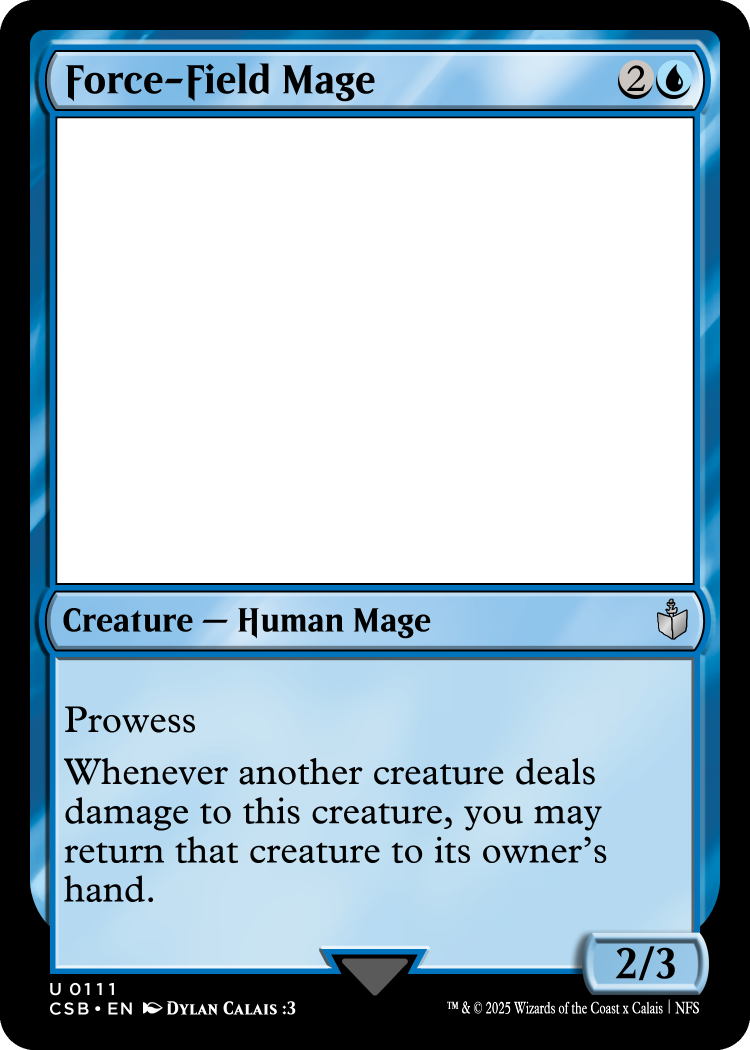 Force-Field Mage 2
Creature — Human Mage
Prowess
Whenever another creature deals
damage to this creature, you may
return that creature to its owner's
hand.
2/3
U 0111
CSB • EN Dylan Calais :3
™ & © 2025 Wizards of the Coast x Calais | NFS